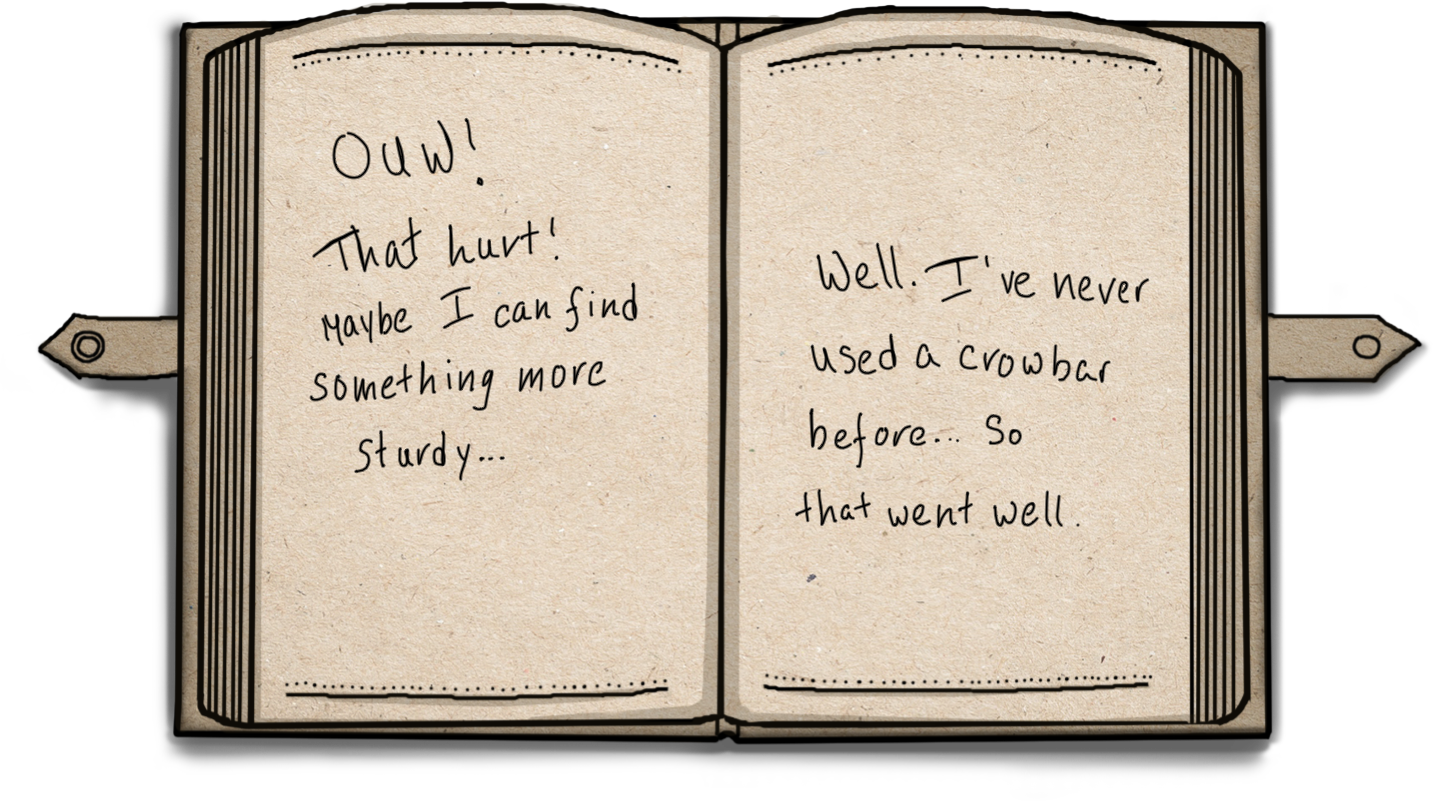 OUW!
That hurt!
Maybe I can find
something more
sturdy...
Well. I've never
used a crowbar
before... So
that went well.